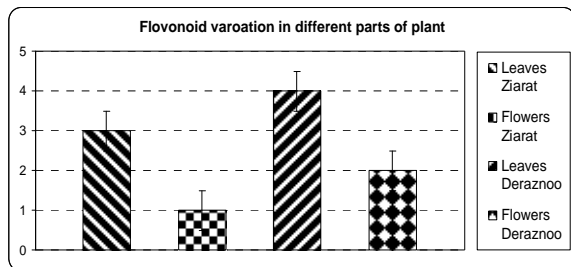 Flovonoid varoation in different parts of plant
5
4
3
2
1
0
Leaves
Ziarat
Flowers
Ziarat
Leaves
Deraznoo
Flowers
Deraznoo